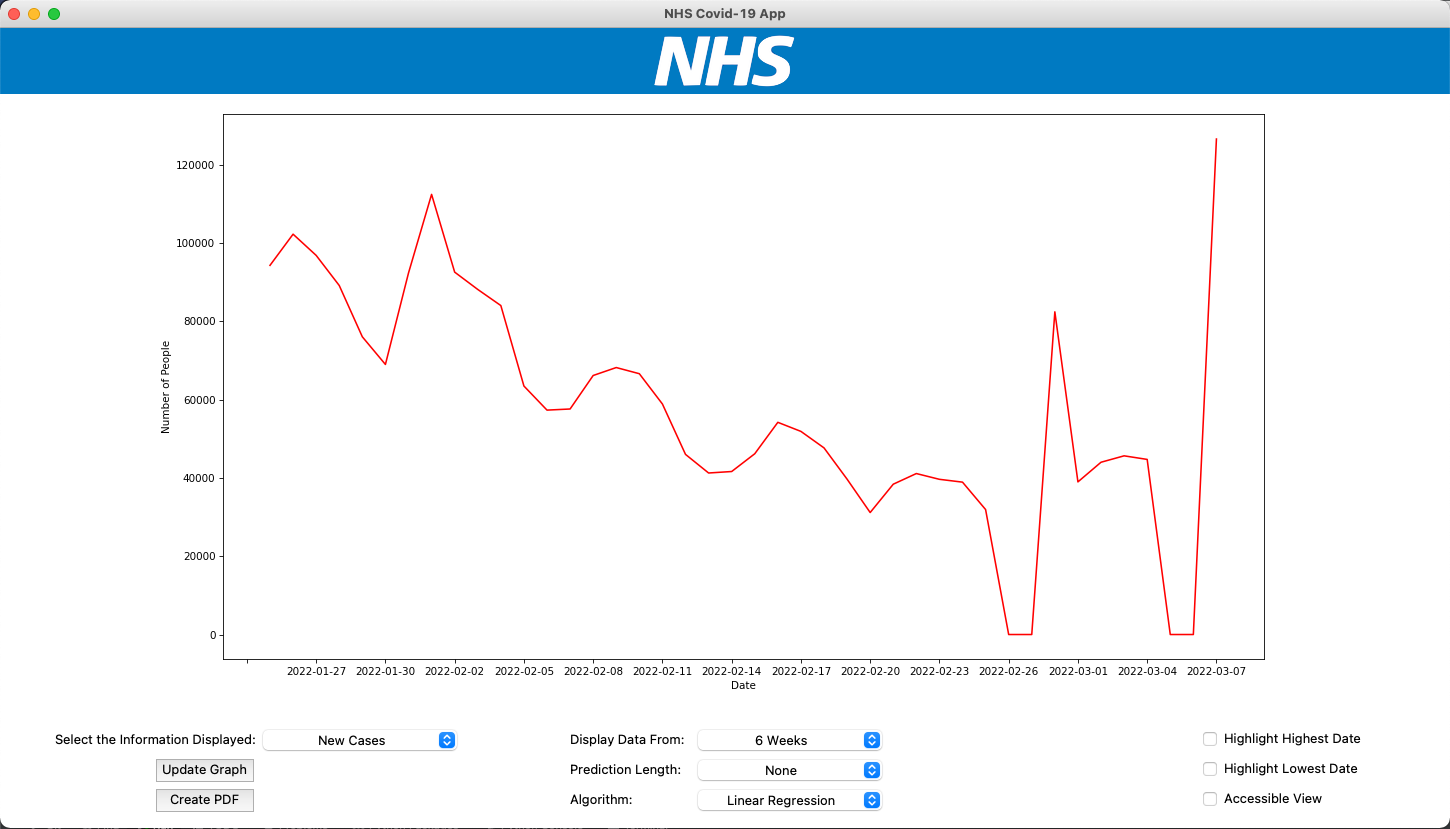 NHS Covid-19 App
NHS
120000
100000
80000
60000
40000
20000
0
Number of People
2022-01-27 2022-01-30 2022-02-02 2022-02-05 2022-02-08 2022-02-11 2022-02-14 2022-02-17 2022-02-20 2022-02-23 2022-02-26 2022-03-01 2022-03-04 2022-03-07
Date
Select the Information Displayed: New Cases Display Data From: 6 Weeks Highlight Highest Date
Update Graph Prediction Length: None Highlight Lowest Date
Create PDF Algorithm: Linear Regression Accessible View